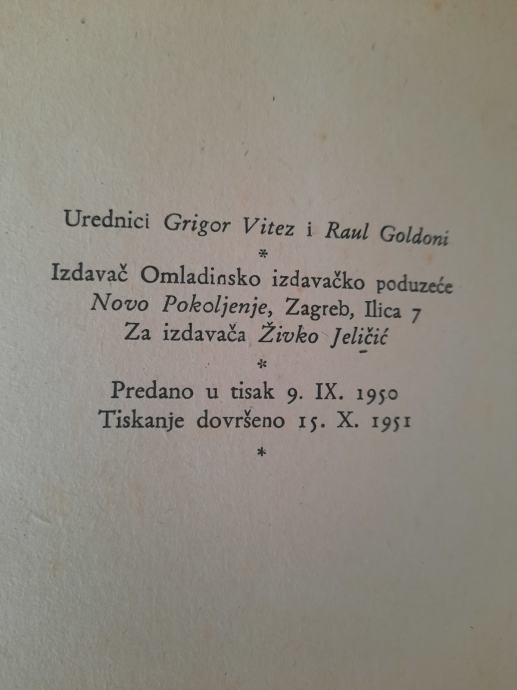 Urednici Grigor Vitez i Raul Goldoni
*
Izdavač Omladinsko izdavačko poduzeće
Novo Pokoljenje, Zagreb, Ilica 7
Za izdavača Živko Jeličić
*
Predano u tisak 9. IX. 1950
Tiskanje dovršeno 15. X. 1951
*